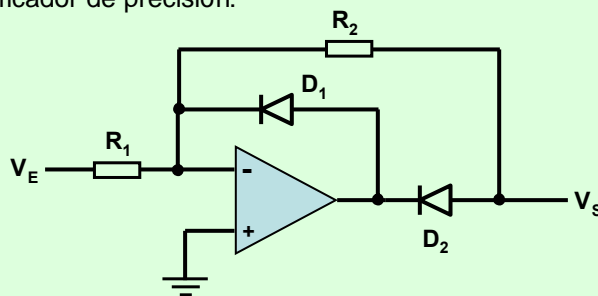 ificador de precisión.
R2
D1
R1
VE
-
+
VS
D2